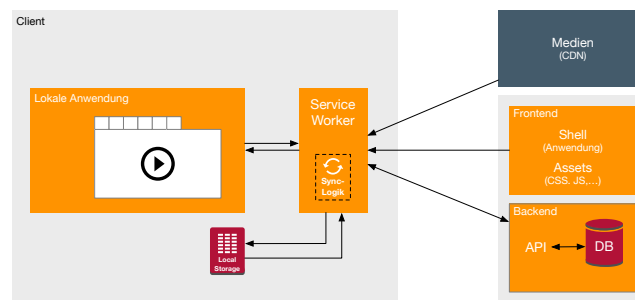 Client
Lokale Anwendung
Service
Worker
Sync-
Logik
Local
Storage
Medien
(CDN)
Frontend
Shell
(Anwendung)
Assets
(CSS. JS,...)
Backend
API
DB